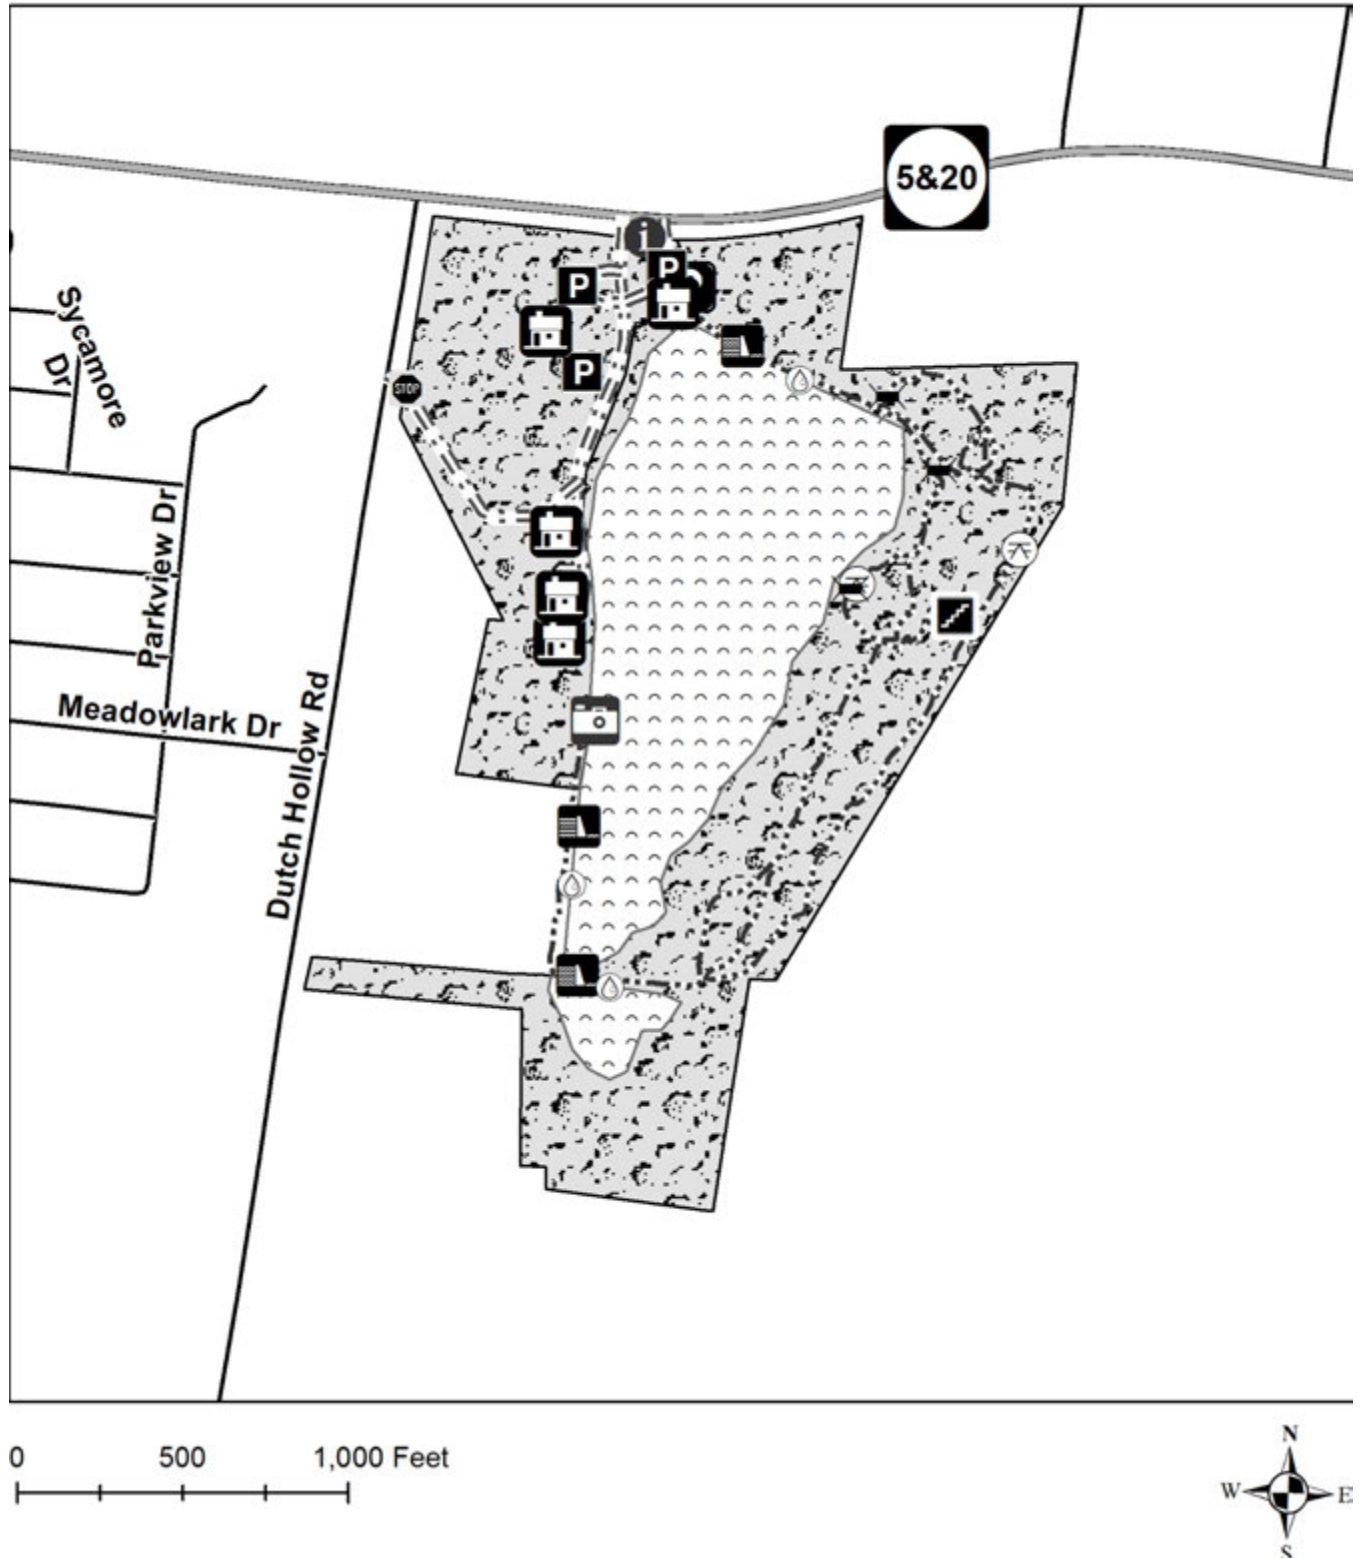 5&20
i
P
P
P
STOP
Sycamore
Dr
Parkview Dr
Meadowlark Dr
Dutch Hollow Rd
0 500 1,000 Feet
N
W E
S